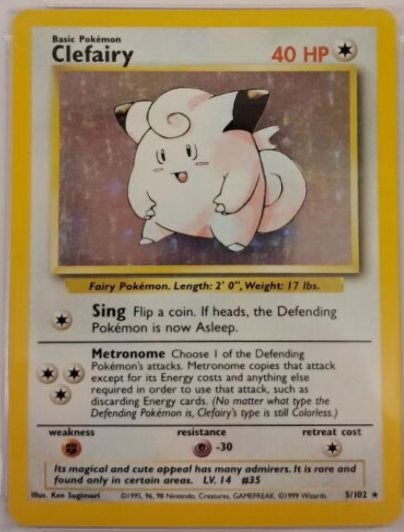 Basic Pokémon
Clefairy
40 HP
Fairy Pokémon. Length: 2' 0", Weight: 17 lbs.
Sing Flip a coin. If heads, the Defending
Pokémon is now Asleep.
Metronome Choose 1 of the Defending
Pokémon's attacks. Metronome copies that attack
except for its Energy costs and anything else
required in order to use that attack, such as
discarding Energy cards. (No matter what type the
Defending Pokémon is, Clefairy's type is still Colorless.)
weakness resistance retreat cost
-30
Its magical and cute appeal has many admirers. It is rare and
found only in certain areas. LV. 14 #35
Illus. Ken Sugimori ©1995, 96, 98 Nintendo, Creatures, GAMEFREAK. ©1999 Wizards. 5/102 ★